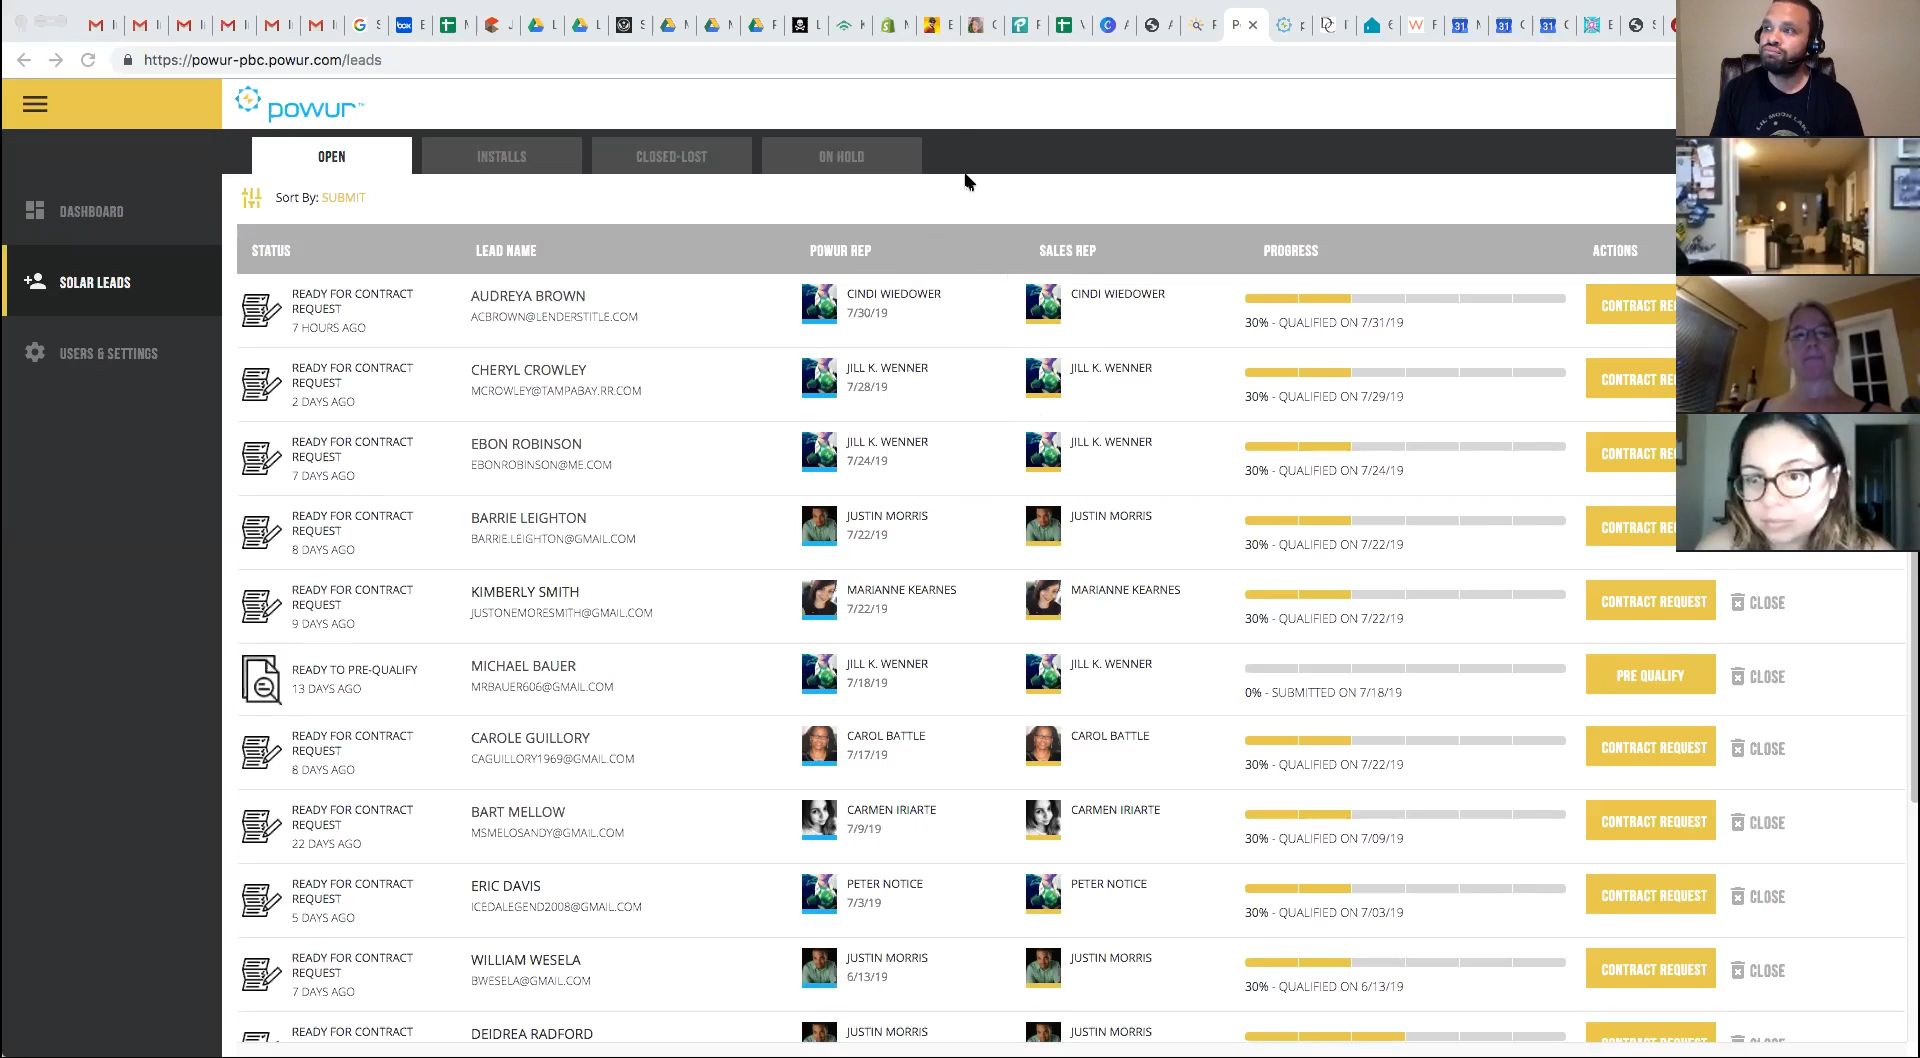 https://powur-pbc.powur.com/leads
powur™
OPEN
INSTALLS
CLOSED-LOST
ON HOLD
Sort By: SUBMIT
DASHBOARD
SOLAR LEADS
USERS & SETTINGS
STATUS LEAD NAME POWUR REP SALES REP PROGRESS ACTIONS
READY FOR CONTRACT REQUEST
7 HOURS AGO
AUDREYA BROWN
ACBROWN@LENDERSTITLE.COM
CINDI WIEDOWER
7/30/19
CINDI WIEDOWER
30% - QUALIFIED ON 7/31/19
CONTRACT RE
READY FOR CONTRACT
REQUEST
2 DAYS AGO
CHERYL CROWLEY
MCROWLEY@TAMPABAY.RR.COM
JILL K. WENNER
7/28/19
JILL K. WENNER
30% - QUALIFIED ON 7/29/19
CONTRACT RE
READY FOR CONTRACT
REQUEST
7 DAYS AGO
EBON ROBINSON
EBONROBINSON@ME.COM
JILL K. WENNER
7/24/19
JILL K. WENNER
30% - QUALIFIED ON 7/24/19
CONTRACT RE
READY FOR CONTRACT
REQUEST
8 DAYS AGO
BARRIE LEIGHTON
BARRIE.LEIGHTON@GMAIL.COM
JUSTIN MORRIS
7/22/19
JUSTIN MORRIS
30% - QUALIFIED ON 7/22/19
CONTRACT RE
READY FOR CONTRACT
REQUEST
9 DAYS AGO
KIMBERLY SMITH
JUSTONEMORESMITH@GMAIL.COM
MARIANNE KEARNES
7/22/19
MARIANNE KEARNES
30% - QUALIFIED ON 7/22/19
CONTRACT REQUEST
CLOSE
READY TO PRE-QUALIFY
13 DAYS AGO
MICHAEL BAUER
MRBAUER606@GMAIL.COM
JILL K. WENNER
7/18/19
JILL K. WENNER
0% - SUBMITTED ON 7/18/19
PRE QUALIFY
CLOSE
READY FOR CONTRACT
REQUEST
8 DAYS AGO
CAROLE GUILLORY
CAGUILLORY1969@GMAIL.COM
CAROL BATTLE
7/17/19
CAROL BATTLE
30% - QUALIFIED ON 7/22/19
CONTRACT REQUEST
CLOSE
READY FOR CONTRACT
REQUEST
22 DAYS AGO
BART MELLOW
MSMELOSANDY@GMAIL.COM
CARMEN IRIARTE
7/9/19
CARMEN IRIARTE
30% - QUALIFIED ON 7/09/19
CONTRACT REQUEST
CLOSE
READY FOR CONTRACT
REQUEST
5 DAYS AGO
ERIC DAVIS
ICEDALEGEND2008@GMAIL.COM
PETER NOTICE
7/3/19
PETER NOTICE
30% - QUALIFIED ON 7/03/19
CONTRACT REQUEST
CLOSE
READY FOR CONTRACT
REQUEST
7 DAYS AGO
WILLIAM WESELA
BWESELA@GMAIL.COM
JUSTIN MORRIS
6/13/19
JUSTIN MORRIS
30% - QUALIFIED ON 6/13/19
CONTRACT REQUEST
CLOSE
READY FOR CONTRACT
DEIDREA RADFORD
JUSTIN MORRIS
JUSTIN MORRIS
CONTRACT REQUEST
CLOSE